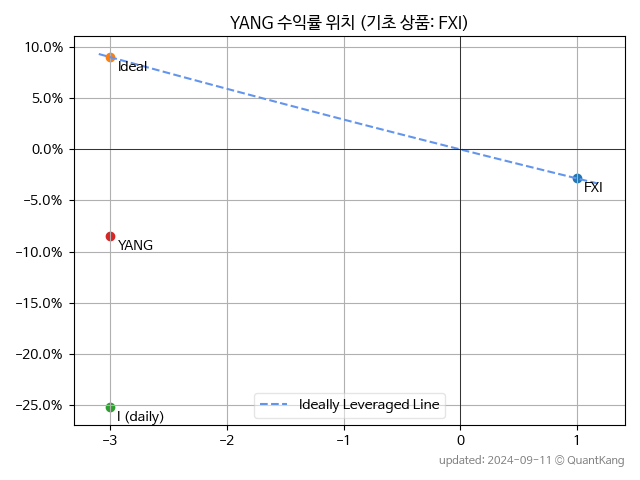 YANG 수익률 위치 (기초 상품: FXI)
10.0%
5.0%
0.0%
−5.0%
−10.0%
−15.0%
−20.0%
−25.0%
Ideal
FXI
YANG
I (daily)
Ideally Leveraged Line
−3 −2 −1 0 1
updated: 2024-09-11 © QuantKang